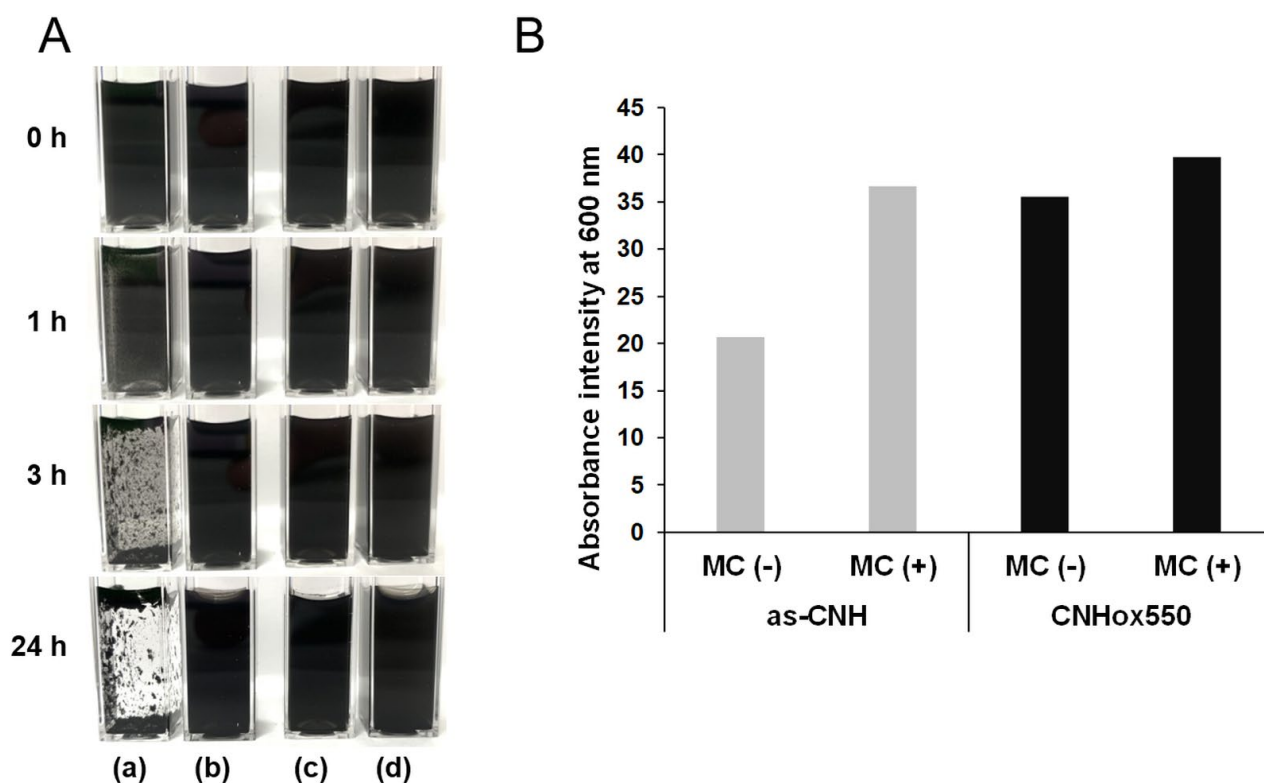 A
0 h
1 h
3 h
24 h
(a) (b) (c) (d)
B
Absorbance intensity at 600 nm
45
40
35
30
25
20
15
10
5
0
MC (-) MC (+) MC (-) MC (+)
as-CNH CNHox550